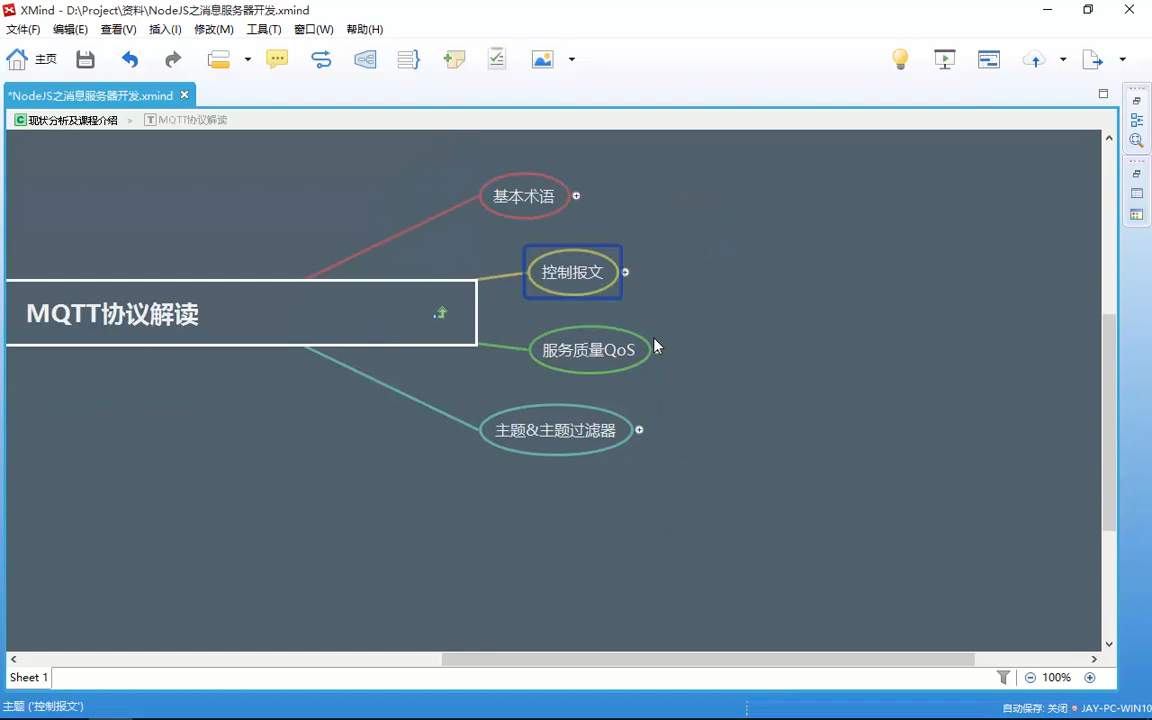 XMind - D:\Project\资料\NodeJS之消息服务器开发.xmind
文件(F) 编辑(E) 查看(V) 插入(I) 修改(M) 工具(T) 窗口(W) 帮助(H)
主页
*NodeJS之消息服务器开发.xmind
C 现状分析及课程介绍 > T MQTT协议解读
基本术语
控制报文
MQTT协议解读
服务质量QoS
主题&主题过滤器
Sheet 1
100%
主题 ('控制报文')
自动保存: 关闭 JAY-PC-WIN10